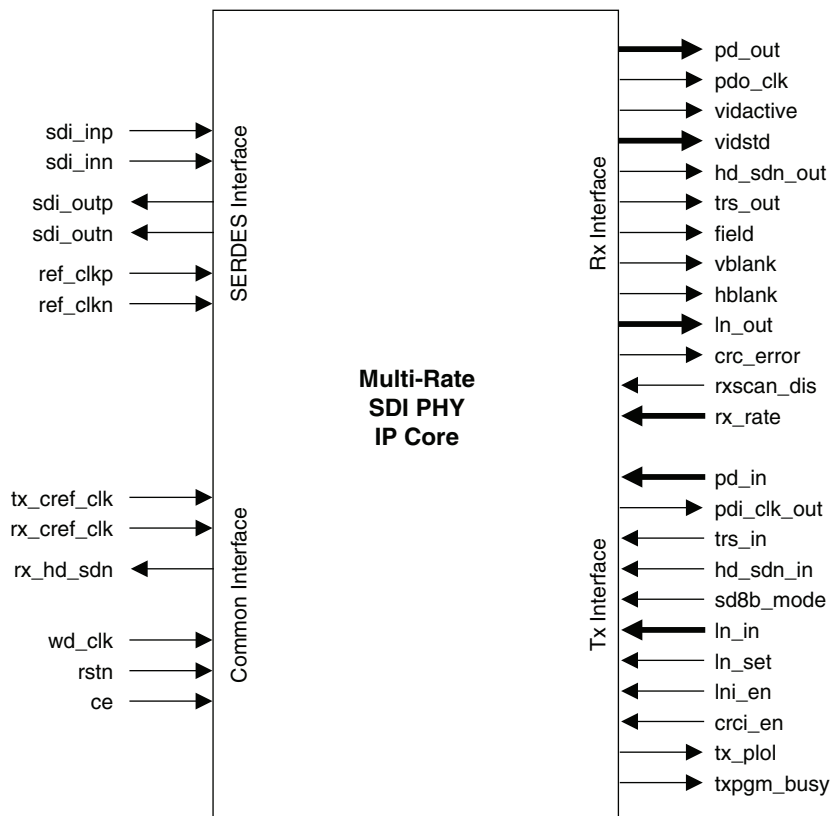 sdi_inp
sdi_inn
sdi_outp
sdi_outn
ref_clkp
ref_clkn
SERDES Interface
tx_cref_clk
rx_cref_clk
rx_hd_sdn
wd_clk
rstn
ce
Common Interface
Multi-Rate
SDI PHY
IP Core
Rx Interface
pd_out
pdo_clk
vidactive
vidstd
hd_sdn_out
trs_out
field
vblank
hblank
ln_out
crc_error
rxscan_dis
rx_rate
Tx Interface
pd_in
pdi_clk_out
trs_in
hd_sdn_in
sd8b_mode
ln_in
ln_set
lni_en
crci_en
tx_plol
txpgm_busy